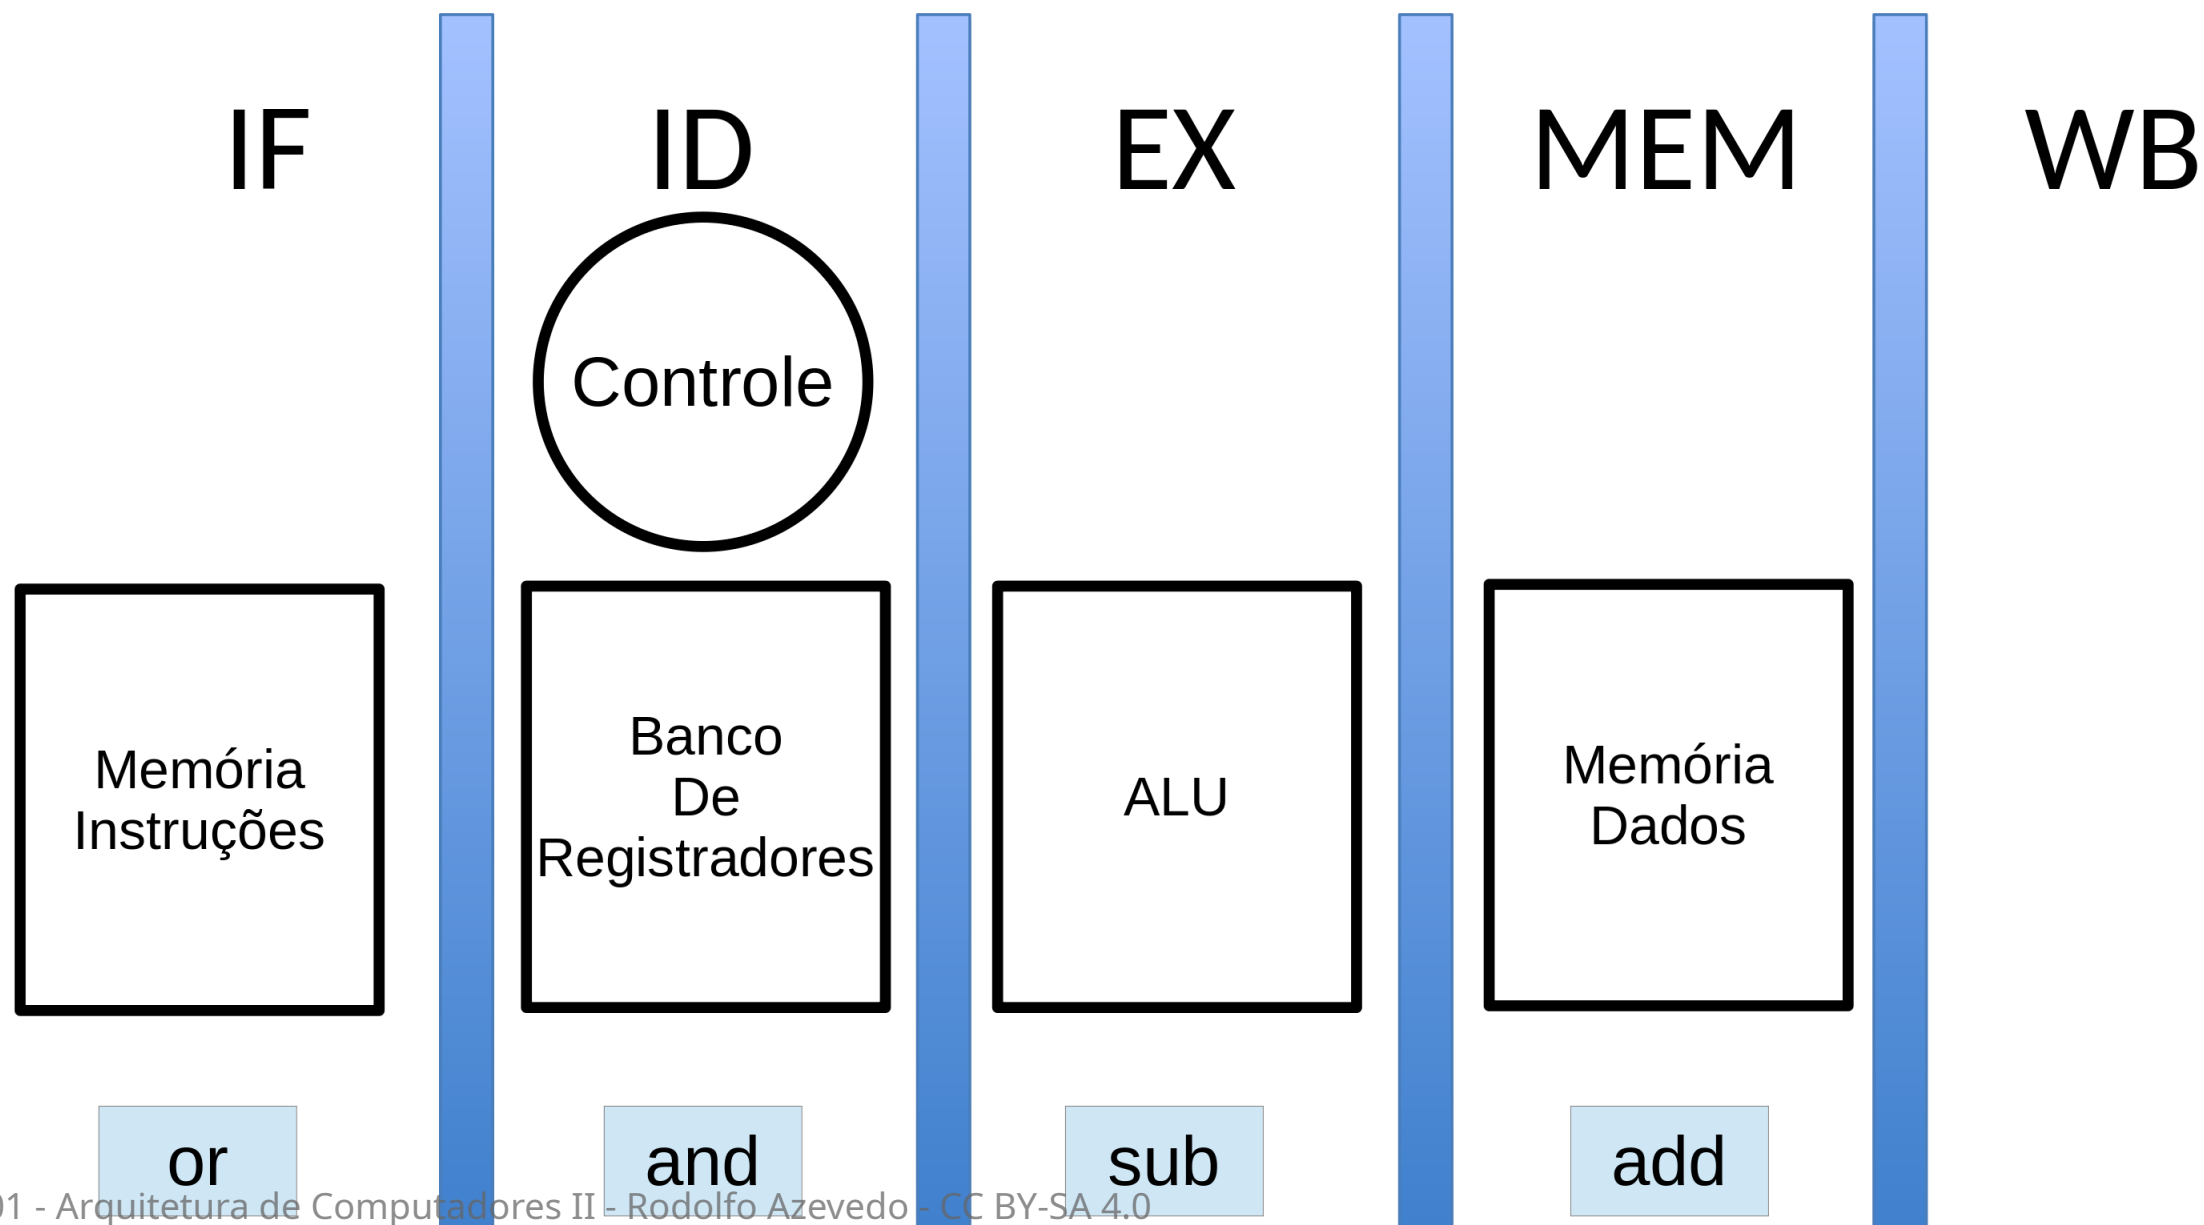 IF
ID
EX
MEM
WB
Controle
Memória
Instruções
Banco
De
Registradores
ALU
Memória
Dados
or
and
sub
add
01 - Arquitetura de Computadores II - Rodolfo Azevedo - CC BY-SA 4.0